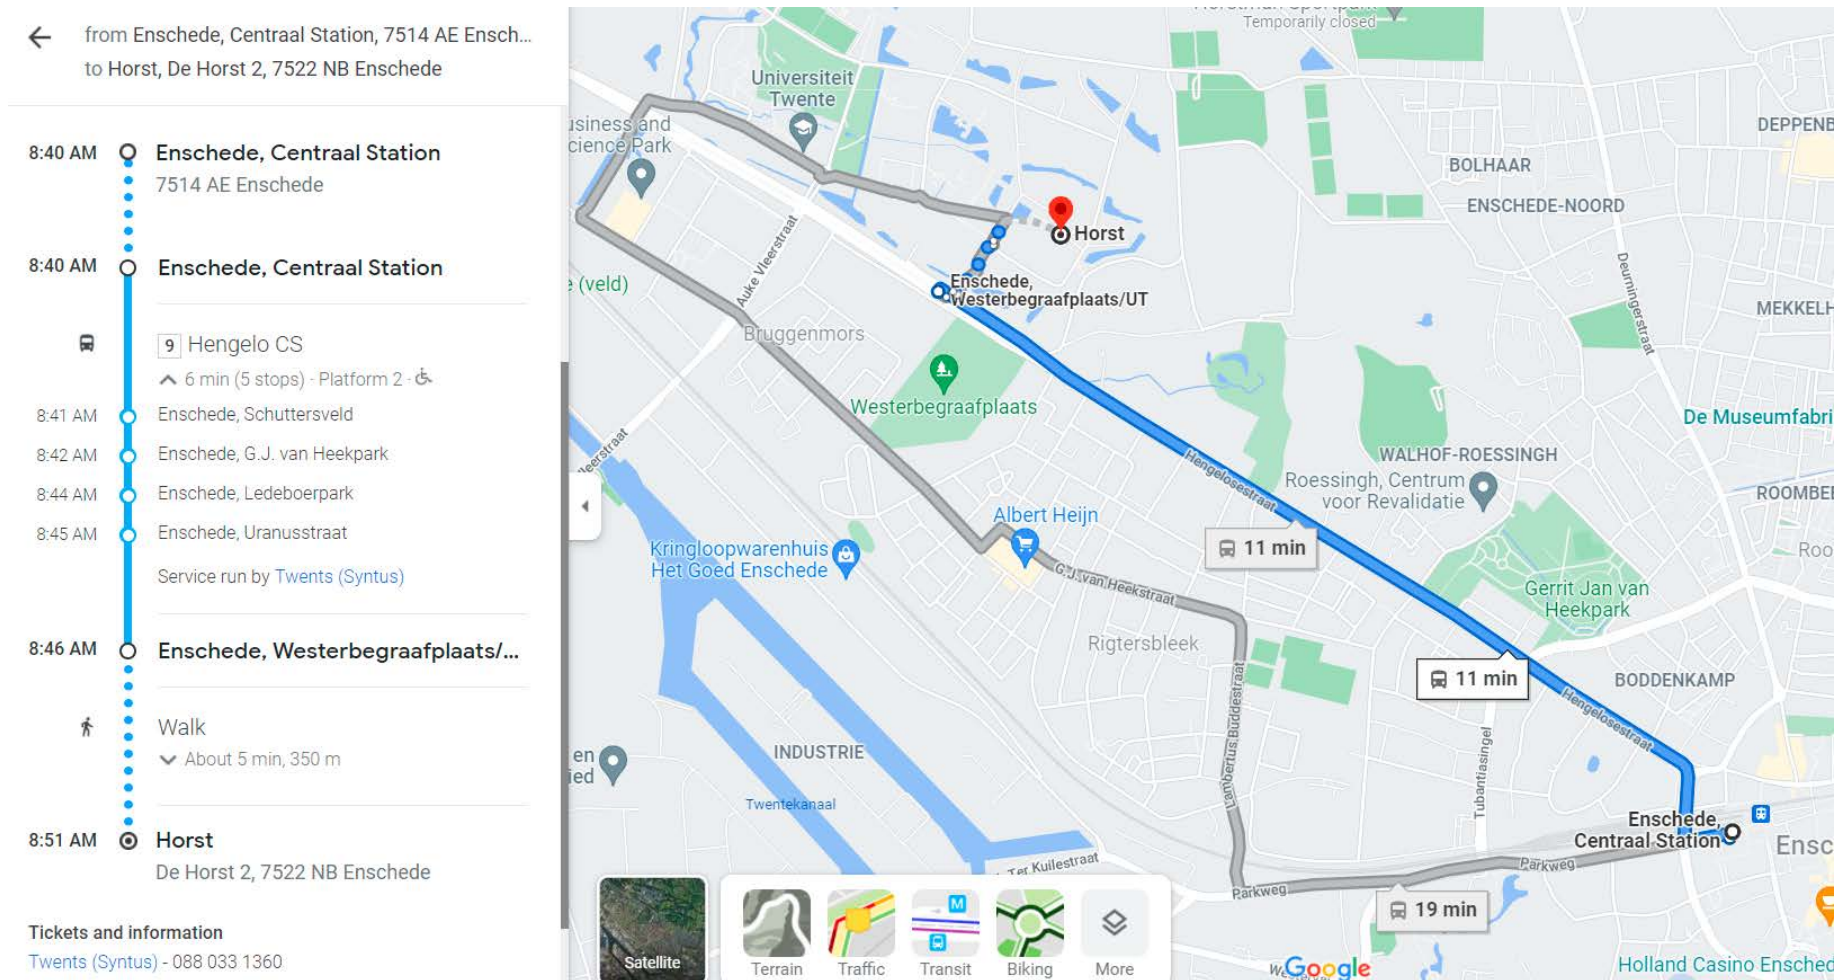 from Enschede, Centraal Station, 7514 AE Ensch...
to Horst, De Horst 2, 7522 NB Enschede
8:40 AM
Enschede, Centraal Station
7514 AE Enschede
8:40 AM
Enschede, Centraal Station
9 Hengelo CS
6 min (5 stops) · Platform 2 ·
8:41 AM Enschede, Schuttersveld
8:42 AM Enschede, G.J. van Heekpark
8:44 AM Enschede, Ledeboerpark
8:45 AM Enschede, Uranusstraat
Service run by Twents (Syntus)
8:46 AM
Enschede, Westerbegraafplaats/...
Walk
About 5 min, 350 m
8:51 AM
Horst
De Horst 2, 7522 NB Enschede
Tickets and information
Twents (Syntus) - 088 033 1360
Temporarily closed
Universiteit
Twente
usiness and
cience Park
DEPPENB
BOLHAAR
ENSCHEDE-NOORD
Horst
Auke Vleerstraat
Deurningerstraat
e (veld)
Enschede,
Westerbegraafplaats/UT
MEKKELH
Bruggenmors
Westerbegraafplaats
De Museumfabri
leerstraat
Hengelosestraat
WALHOF-ROESSINGH
Roessingh, Centrum
voor Revalidatie
ROOMBE
Albert Heijn
11 min
Roo
Kringloopwarenhuis
Het Goed Enschede
G.J. van Heekstraat
Gerrit Jan van
Heekpark
Rigtersbleek
11 min
BODDENKAMP
Lambertus Buddestraat
Hengelosestraat
Tubantiasingel
en
ied
INDUSTRIE
Twentekanaal
Enschede,
Centraal Station
Ensc
Ter Kuilestraat
Parkweg
Parkweg
19 min
Satellite
Terrain
Traffic
M
Transit
Biking
More
Google
Holland Casino Ensched